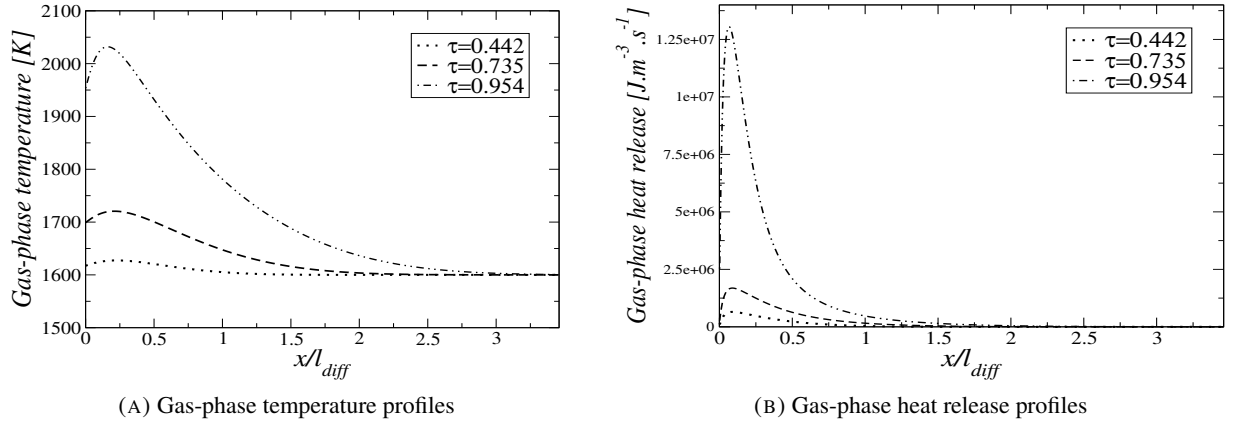 Gas-phase temperature [K]
2100
2000
1900
1800
1700
1600
1500
0
0.5
1
1.5
2
2.5
3
x/l_diff
τ=0.442
τ=0.735
τ=0.954
(A) Gas-phase temperature profiles
Gas-phase heat release [J.m⁻³.s⁻¹]
1.25e+07
1e+07
7.5e+06
5e+06
2.5e+06
0
0
0.5
1
1.5
2
2.5
3
x/l_diff
τ=0.442
τ=0.735
τ=0.954
(B) Gas-phase heat release profiles